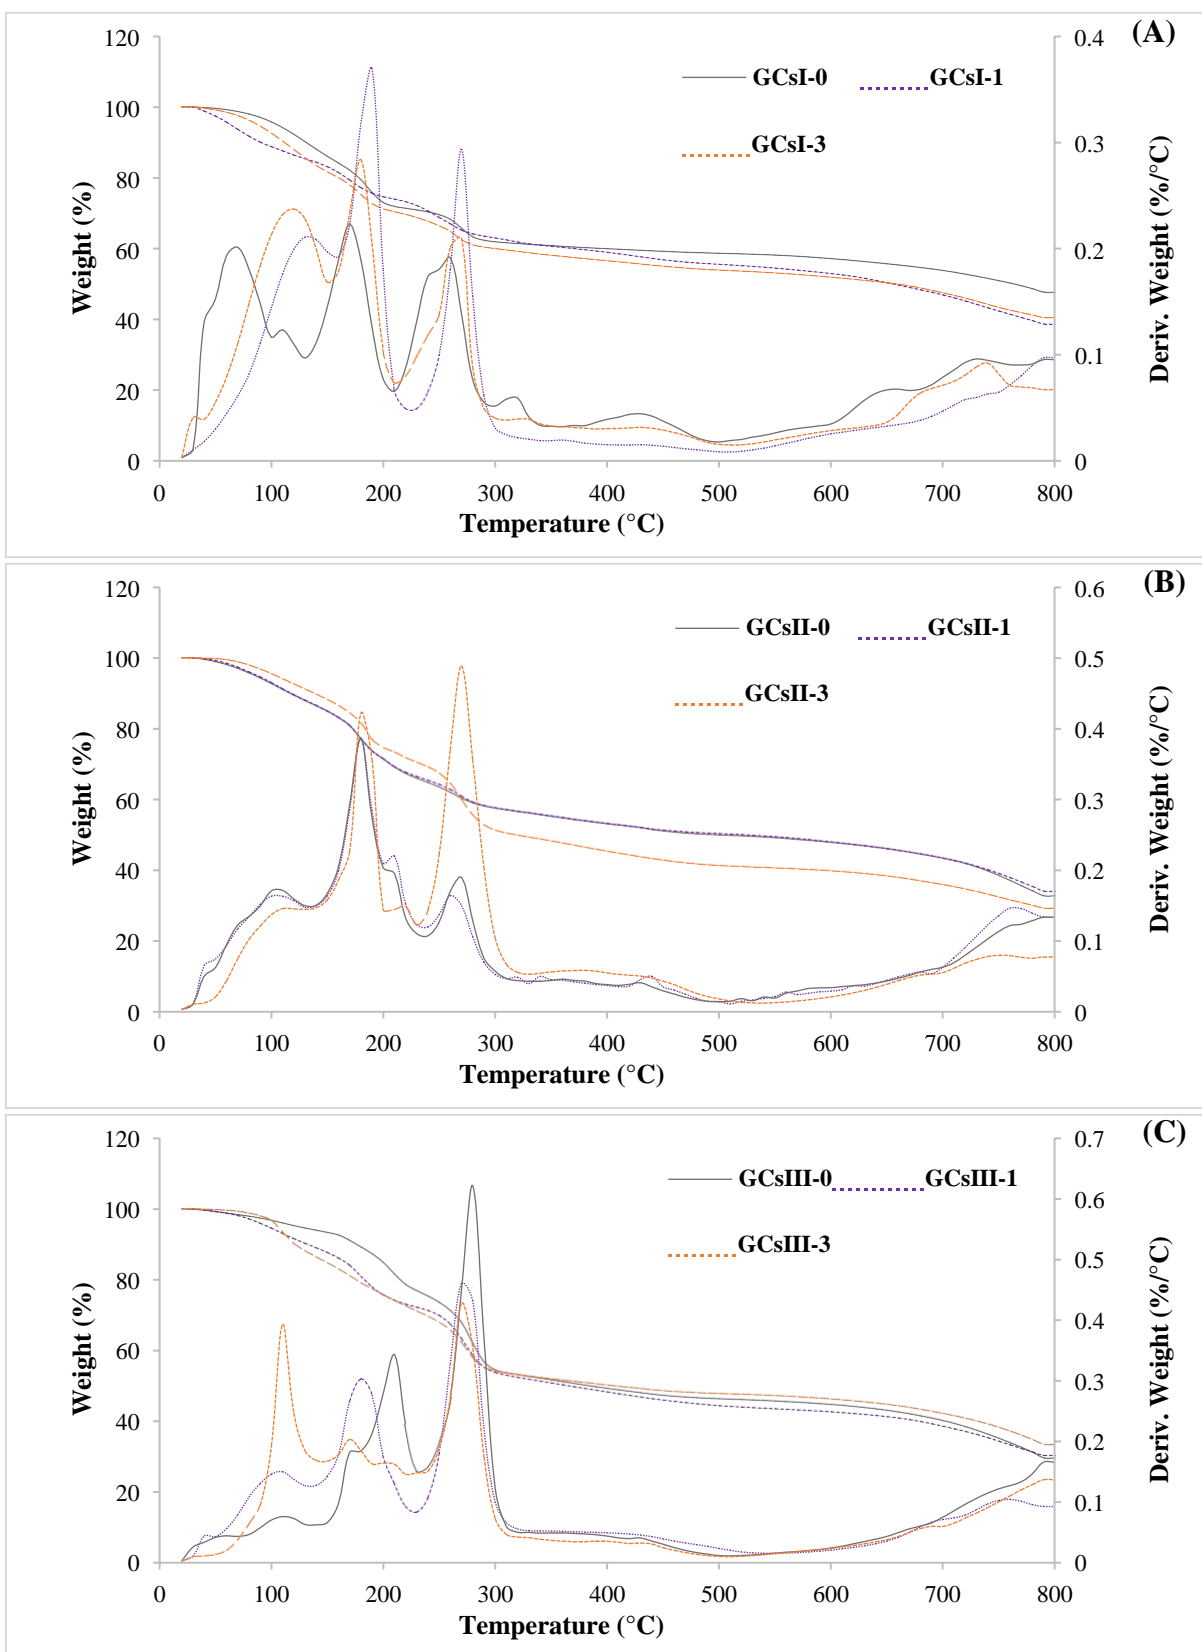 (A)
120
100
80
60
40
20
0
Weight (%)
0.4
0.3
0.2
0.1
0
Deriv. Weight (%/°C)
GCsI-0
GCsI-1
GCsI-3
0 100 200 300 400 500 600 700 800
Temperature (°C)
(B)
120
100
80
60
40
20
0
Weight (%)
0.6
0.5
0.4
0.3
0.2
0.1
0
Deriv. Weight (%/°C)
GCsII-0
GCsII-1
GCsII-3
0 100 200 300 400 500 600 700 800
Temperature (°C)
(C)
120
100
80
60
40
20
0
Weight (%)
0.7
0.6
0.5
0.4
0.3
0.2
0.1
0
Deriv. Weight (%/°C)
GCsIII-0
GCsIII-1
GCsIII-3
0 100 200 300 400 500 600 700 800
Temperature (°C)